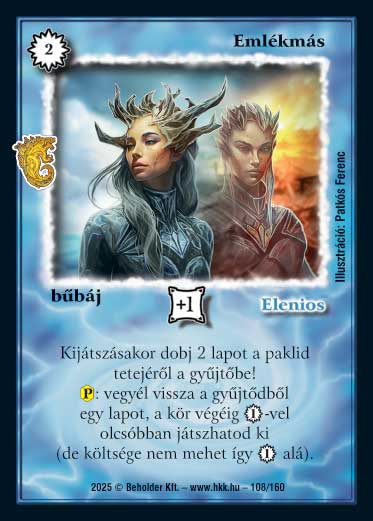 2
Emlékmás
Illusztráció: Patkós Ferenc
bűbáj
+1
Elenios
Kijátszásakor dobj 2 lapot a paklid
tetejéről a gyűjtőbe!
P: vegyél vissza a gyűjtődből
egy lapot, a kör végéig 1-vel
olcsóbban játszhatod ki
(de költsége nem mehet így 1 alá).
2025 © Beholder Kft. – www.hkk.hu – 108/160